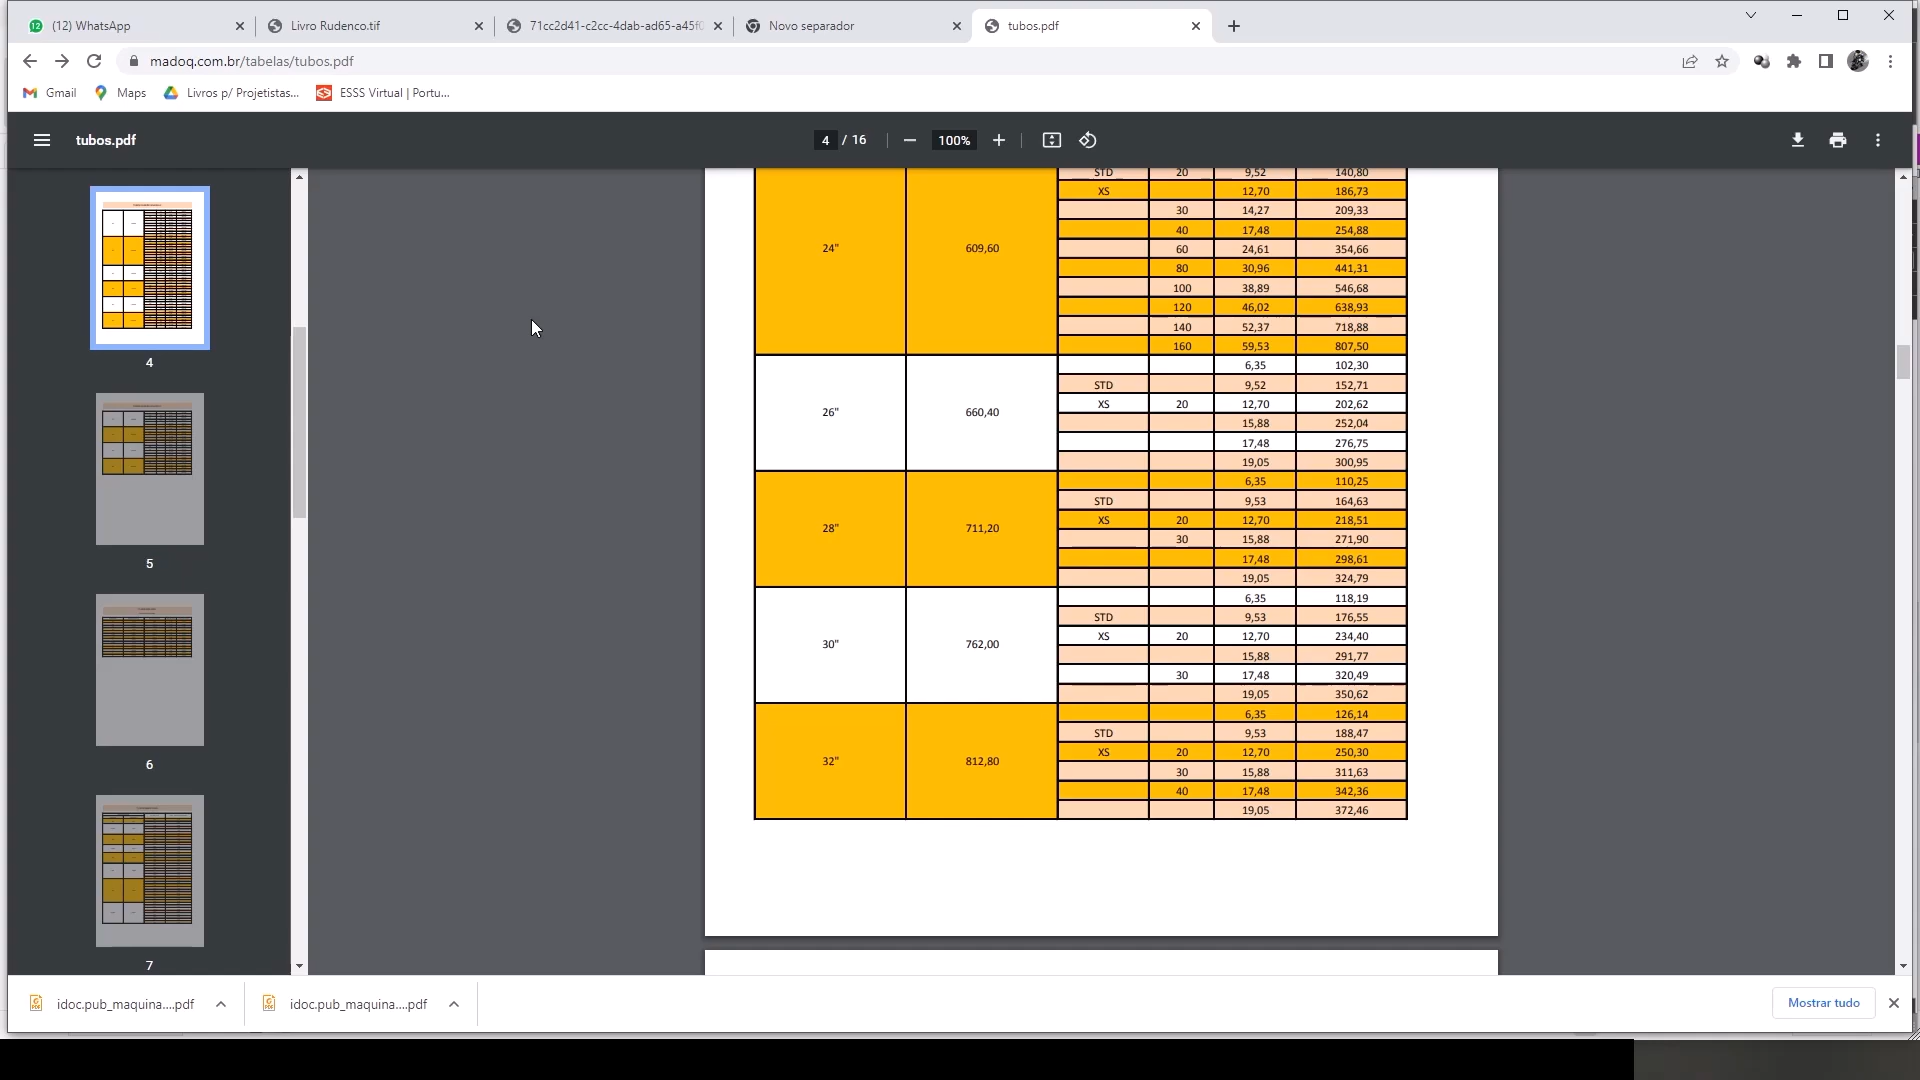 (12) WhatsApp
Livro Rudenco.tif
71cc2d41-c2cc-4dab-ad65-a45f
Novo separador
tubos.pdf
madoq.com.br/tabelas/tubos.pdf
Gmail
Maps
Livros p/ Projetistas...
ESSS Virtual | Portu...
tubos.pdf
4 / 16
100%
STD 20 9,52 140,80
XS 12,70 186,73
30 14,27 209,33
40 17,48 254,88
24" 609,60 60 24,61 354,66
80 30,96 441,31
100 38,89 546,68
120 46,02 638,93
140 52,37 718,88
160 59,53 807,50
6,35 102,30
STD 9,52 152,71
26" 660,40 XS 20 12,70 202,62
15,88 252,04
17,48 276,75
19,05 300,95
6,35 110,25
STD 9,53 164,63
28" 711,20 XS 20 12,70 218,51
30 15,88 271,90
17,48 298,61
19,05 324,79
6,35 118,19
STD 9,53 176,55
30" 762,00 XS 20 12,70 234,40
15,88 291,77
30 17,48 320,49
19,05 350,62
6,35 126,14
STD 9,53 188,47
32" 812,80 XS 20 12,70 250,30
30 15,88 311,63
40 17,48 342,36
19,05 372,46
4
5
6
7
idoc.pub_maquina....pdf
idoc.pub_maquina....pdf
Mostrar tudo